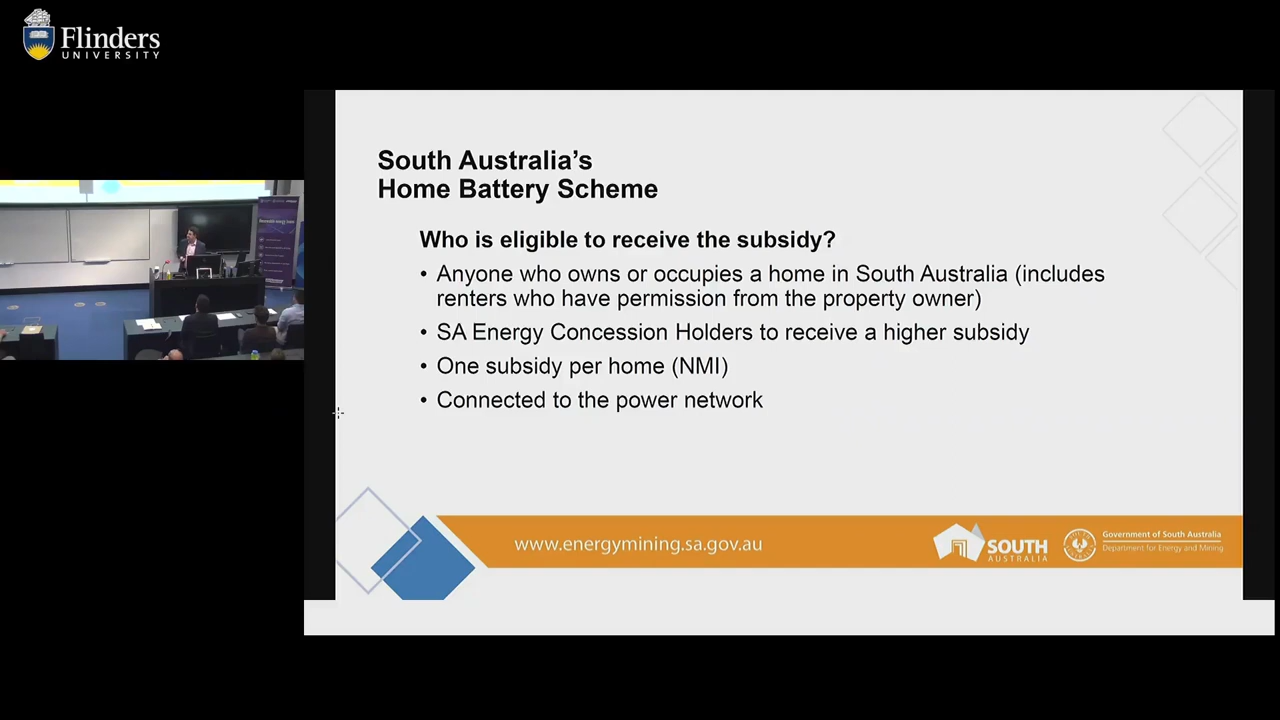 Flinders
UNIVERSITY
South Australia’s
Home Battery Scheme
Who is eligible to receive the subsidy?
• Anyone who owns or occupies a home in South Australia (includes
renters who have permission from the property owner)
• SA Energy Concession Holders to receive a higher subsidy
• One subsidy per home (NMI)
• Connected to the power network
www.energymining.sa.gov.au
SOUTH
AUSTRALIA
Government of South Australia
Department for Energy and Mining